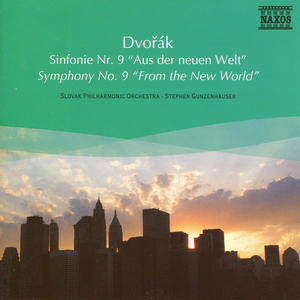 NAXOS
Dvořák
Sinfonie Nr. 9 “Aus der neuen Welt”
Symphony No. 9 “From the New World”
SLOVAK PHILHARMONIC ORCHESTRA - STEPHEN GUNZENHAUSER